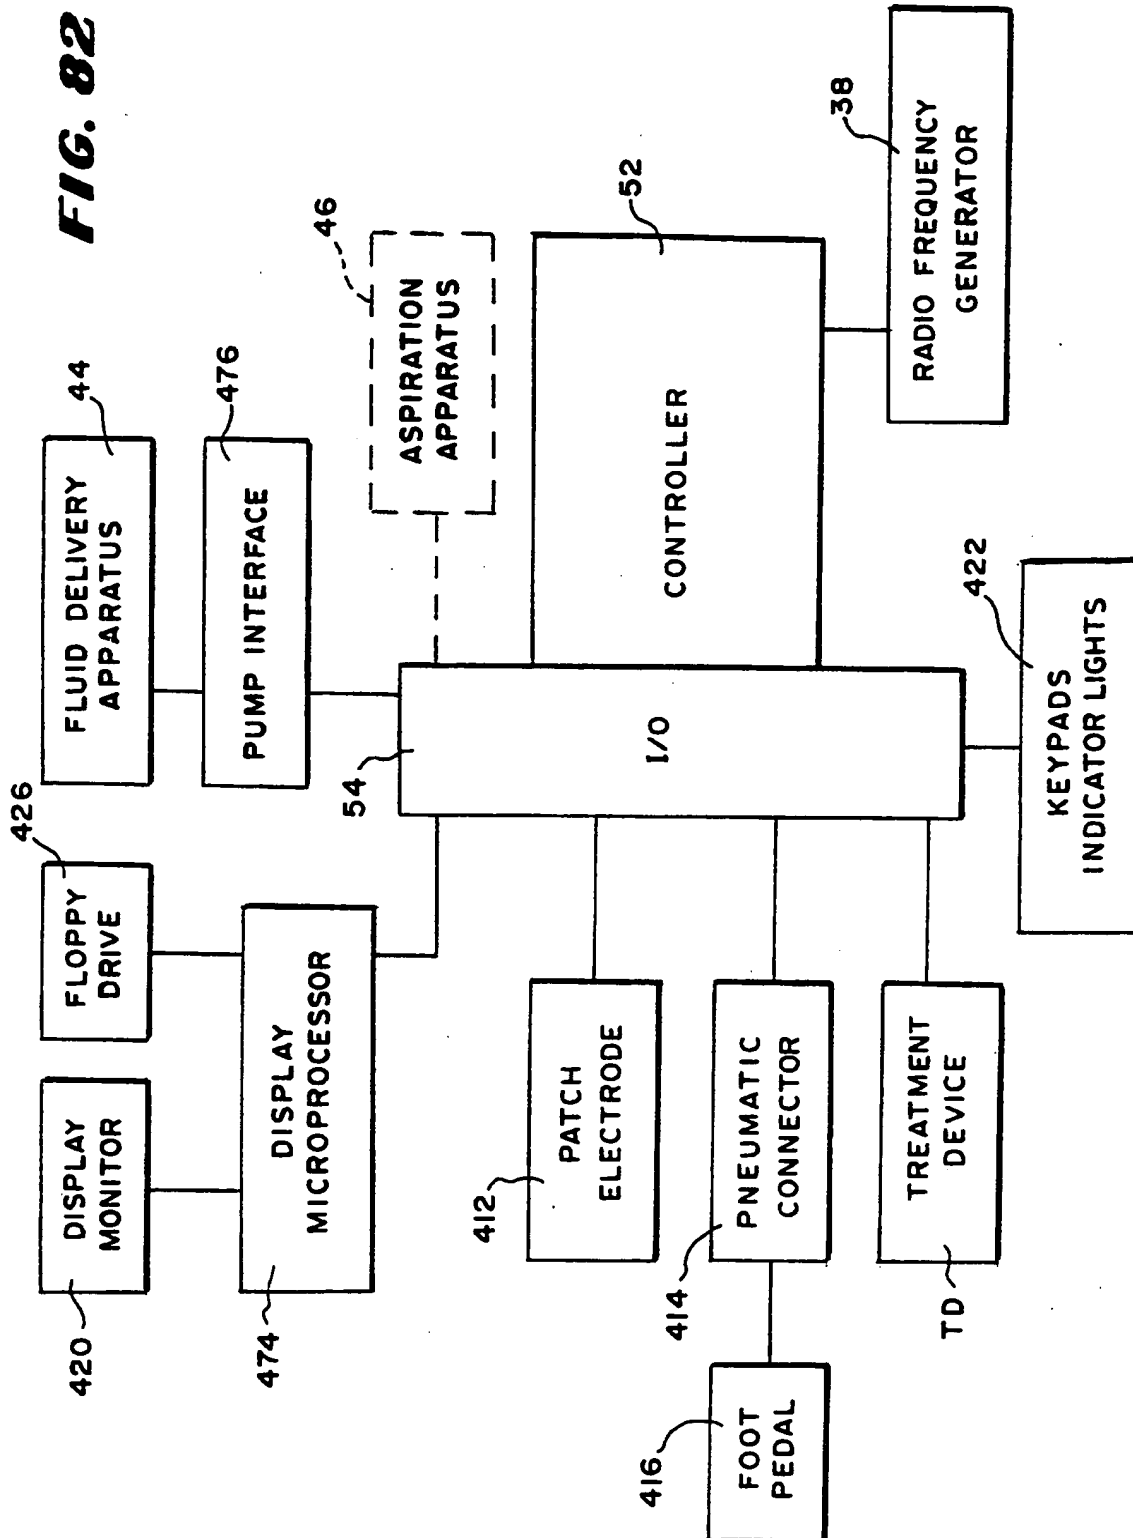 FIG. 82
420
DISPLAY
MONITOR
426
FLOPPY
DRIVE
44
FLUID DELIVERY
APPARATUS
474
DISPLAY
MICROPROCESSOR
476
PUMP INTERFACE
46
ASPIRATION
APPARATUS
54
I/O
52
CONTROLLER
412
PATCH
ELECTRODE
416
FOOT
PEDAL
414
PNEUMATIC
CONNECTOR
TD
TREATMENT
DEVICE
422
KEYPADS
INDICATOR LIGHTS
38
RADIO FREQUENCY
GENERATOR